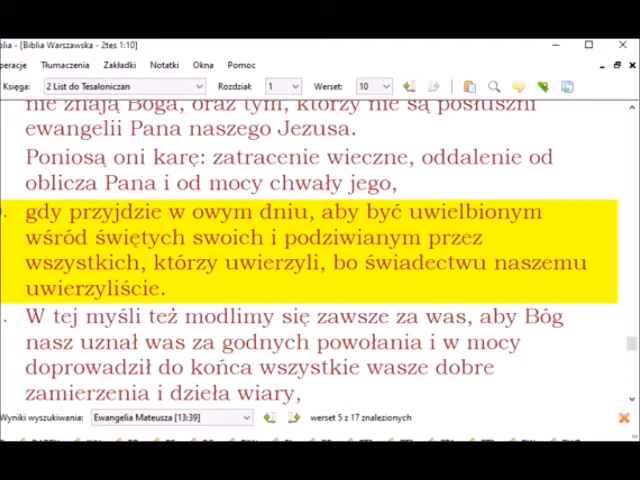 blia - [Biblia Warszawska - 2tes 1:10]
peracje Tłumaczenia Zakładki Notatki Okna Pomoc
Księga: 2 List do Tesaloniczan Rozdział: 1 Werset: 10
nie znają Boga, oraz tym, którzy nie są posłuszni
ewangelii Pana naszego Jezusa.
Poniosą oni karę: zatracenie wieczne, oddalenie od
oblicza Pana i od mocy chwały jego,
gdy przyjdzie w owym dniu, aby być uwielbionym
wśród świętych swoich i podziwianym przez
wszystkich, którzy uwierzyli, bo świadectwu naszemu
uwierzyliście.
W tej myśli też modlimy się zawsze za was, aby Bóg
nasz uznał was za godnych powołania i w mocy
doprowadził do końca wszystkie wasze dobre
zamierzenia i dzieła wiary,
Wyniki wyszukiwania: Ewangelia Mateusza [13:39] werset 5 z 17 znalezionych